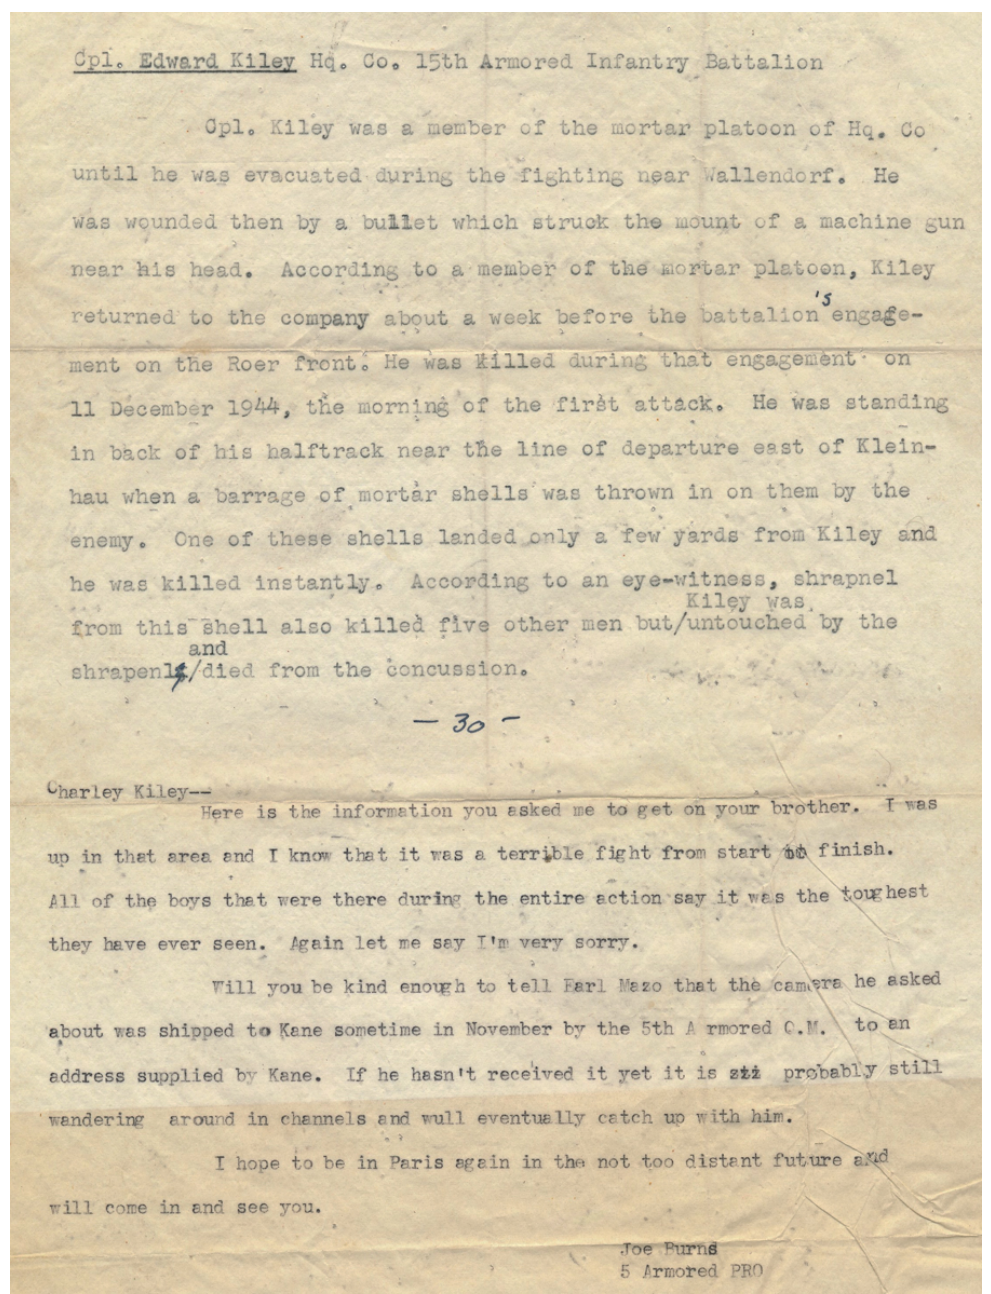 Cpl. Edward Kiley Hq. Co. 15th Armored Infantry Battalion
Cpl. Kiley was a member of the mortar platoon of Hq. Co
until he was evacuated during the fighting near Wallendorf. He
was wounded then by a bullet which struck the mount of a machine gun
near his head. According to a member of the mortar platoon, Kiley
returned to the company about a week before the battalion's engage-
ment on the Roer front. He was killed during that engagement on
11 December 1944, the morning of the first attack. He was standing
in back of his halftrack near the line of departure east of Klein-
hau when a barrage of mortar shells was thrown in on them by the
enemy. One of these shells landed only a few yards from Kiley and
he was killed instantly. According to an eye-witness, shrapnel
Kiley was
from this shell also killed five other men but/untouched by the
and
shrapenl/died from the concussion.
- 30 -
Charley Kiley--
Here is the information you asked me to get on your brother. I was
up in that area and I know that it was a terrible fight from start to finish.
All of the boys that were there during the entire action say it was the toughest
they have ever seen. Again let me say I'm very sorry.
Will you be kind enough to tell Earl Mazo that the camera he asked
about was shipped to Kane sometime in November by the 5th A rmored Q.M. to an
address supplied by Kane. If he hasn't received it yet it is probably still
wandering around in channels and wull eventually catch up with him.
I hope to be in Paris again in the not too distant future and
will come in and see you.
Joe Burns
5 Armored PRO